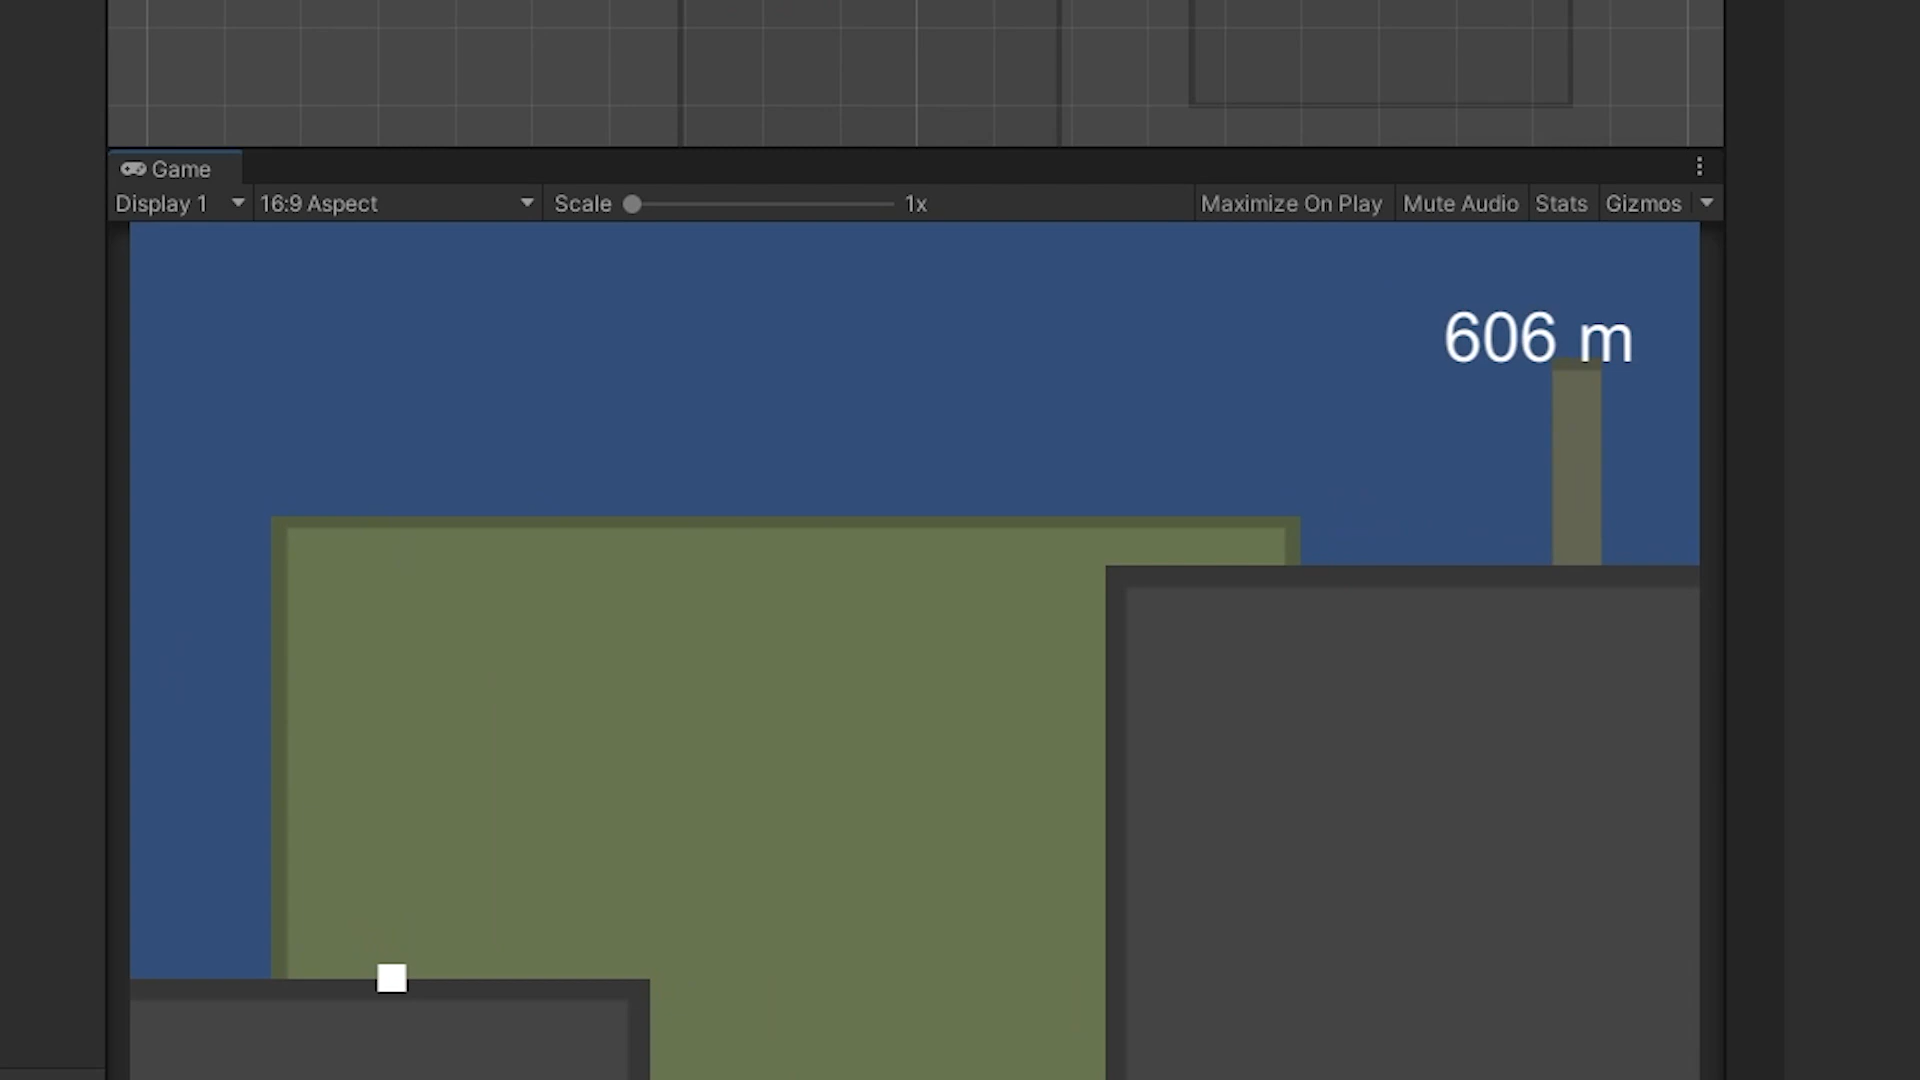 Game
Display 1 16:9 Aspect Scale 1x Maximize On Play Mute Audio Stats Gizmos
606 m